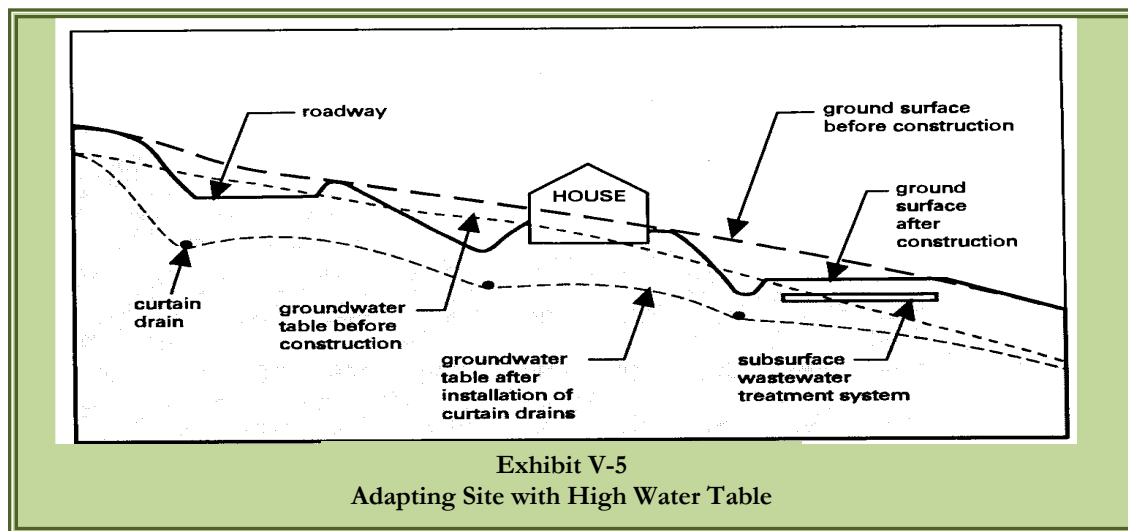 roadway
ground surface
before construction
HOUSE
ground
surface
after
construction
curtain
drain
groundwater
table before
construction
groundwater
table after
installation of
curtain drains
subsurface
wastewater
treatment system
Exhibit V-5
Adapting Site with High Water Table